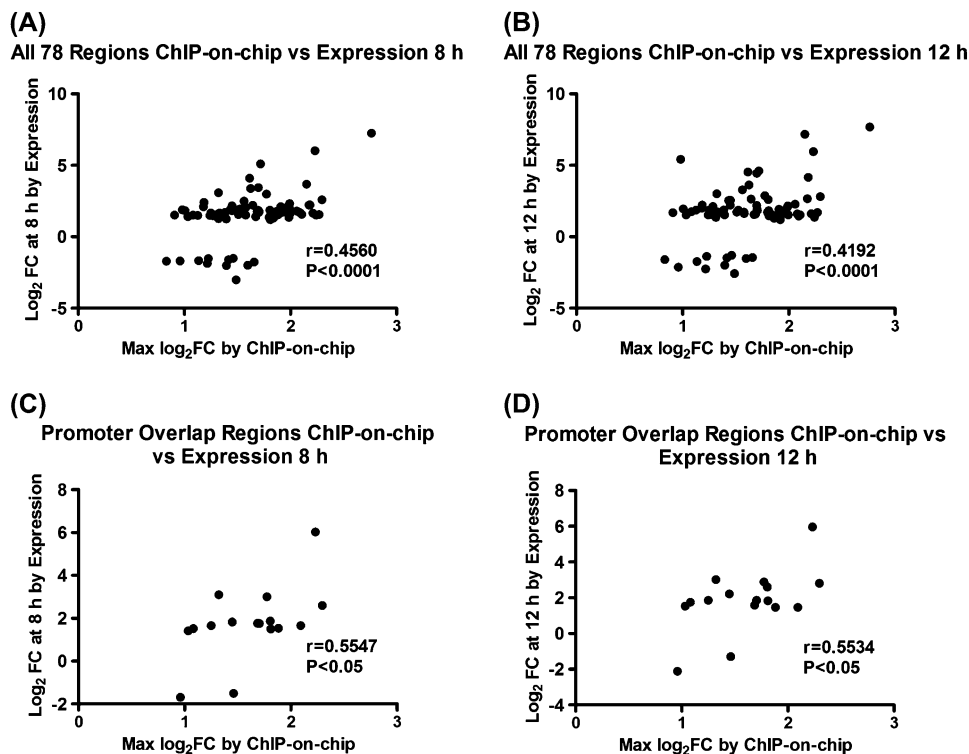 (A)
All 78 Regions ChIP-on-chip vs Expression 8 h
Log₂ FC at 8 h by Expression
10
5
0
-5
r=0.4560
P<0.0001
0
1
2
3
Max log₂FC by ChIP-on-chip
(B)
All 78 Regions ChIP-on-chip vs Expression 12 h
Log₂ FC at 12 h by Expression
10
5
0
-5
r=0.4192
P<0.0001
0
1
2
3
Max log₂FC by ChIP-on-chip
(C)
Promoter Overlap Regions ChIP-on-chip
vs Expression 8 h
Log₂ FC at 8 h by Expression
8
6
4
2
0
-2
r=0.5547
P<0.05
0
1
2
3
Max log₂FC by ChIP-on-chip
(D)
Promoter Overlap Regions ChIP-on-chip vs
Expression 12 h
Log₂ FC at 12 h by Expression
8
6
4
2
0
-2
-4
r=0.5534
P<0.05
0
1
2
3
Max log₂FC by ChIP-on-chip